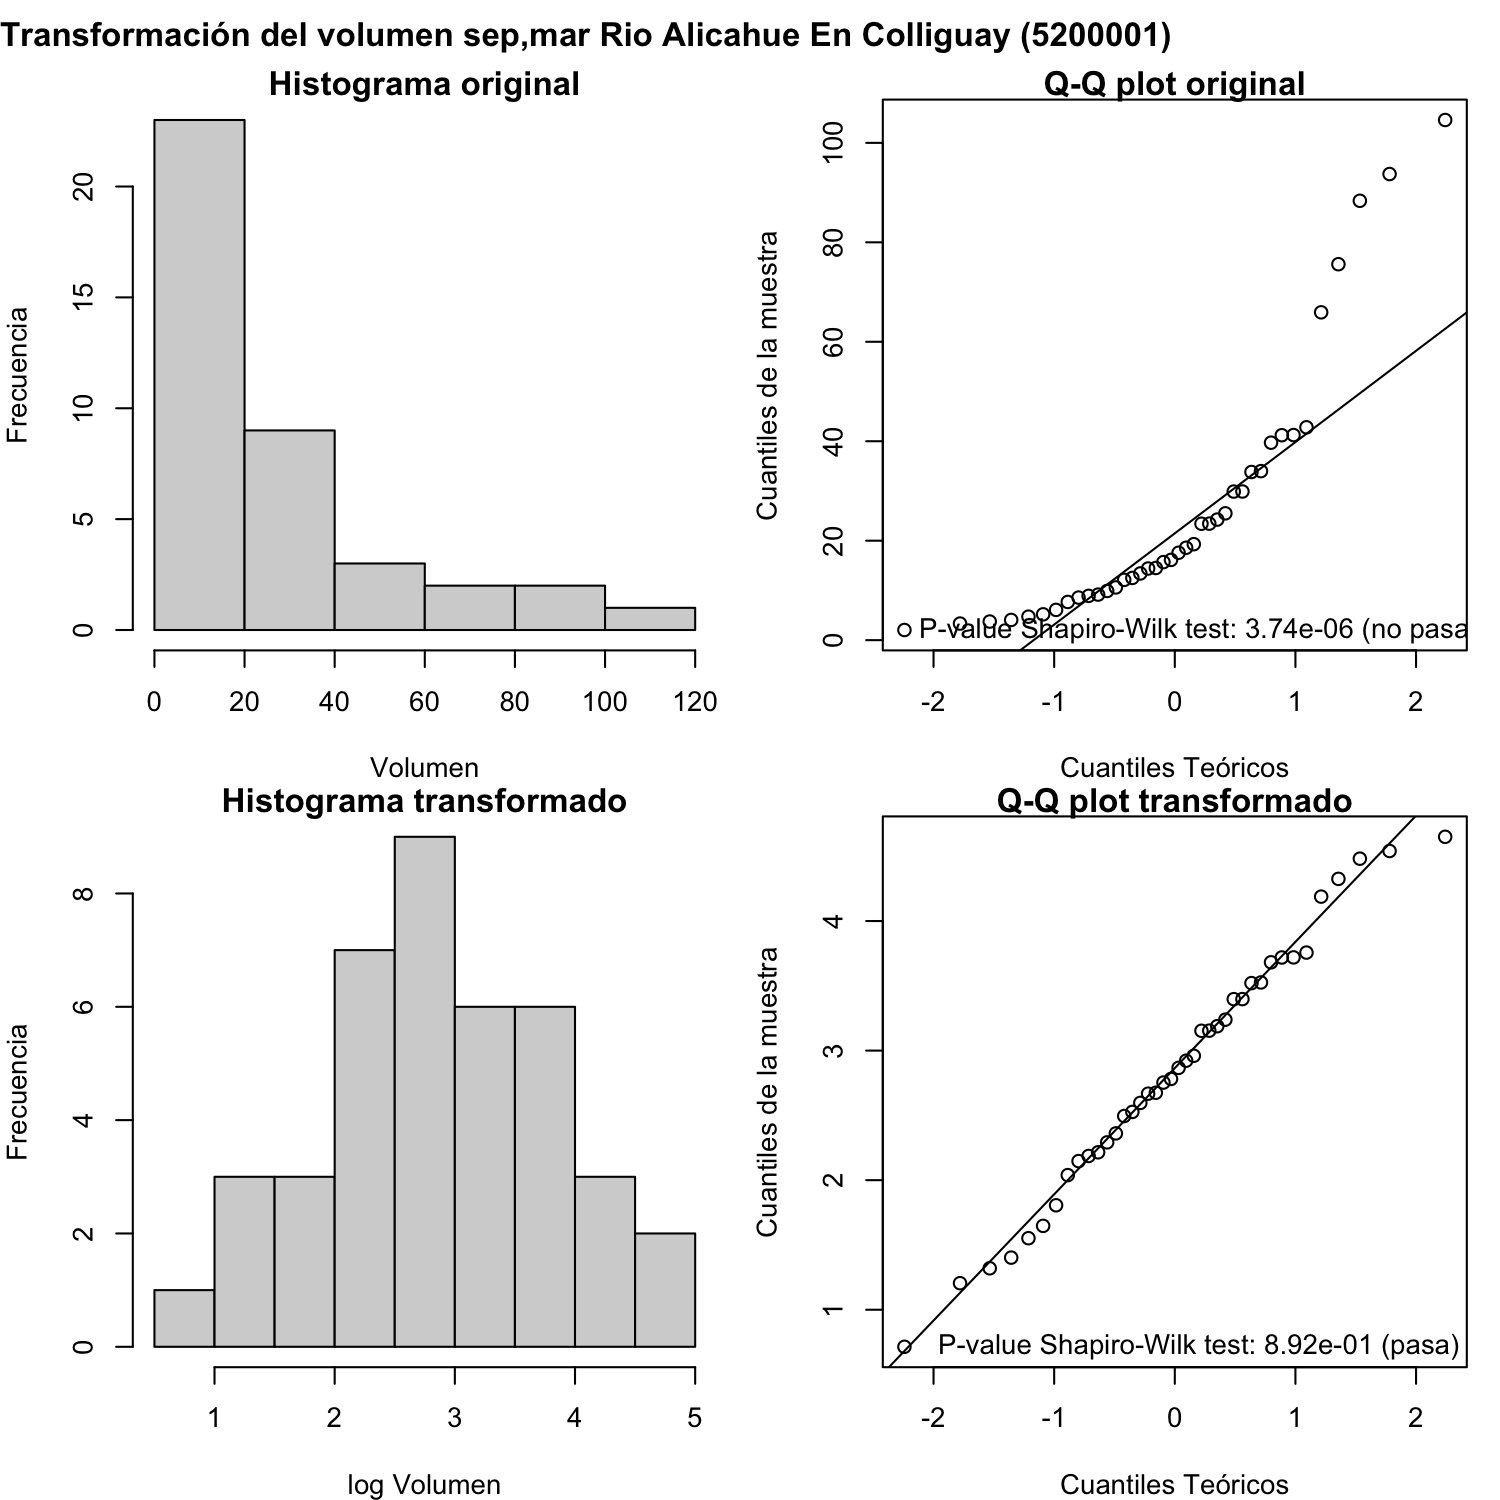 Transformación del volumen sep,mar Rio Alicahue En Colliguay (5200001)
Histograma original
Frecuencia
20
15
10
5
0
0 20 40 60 80 100 120
Volumen
Q-Q plot original
Cuantiles de la muestra
100
80
60
40
20
0
P-value Shapiro-Wilk test: 3.74e-06 (no pasa
-2 -1 0 1 2
Cuantiles Teóricos
Histograma transformado
Frecuencia
8
6
4
2
0
1 2 3 4 5
log Volumen
Q-Q plot transformado
Cuantiles de la muestra
4
3
2
1
P-value Shapiro-Wilk test: 8.92e-01 (pasa)
-2 -1 0 1 2
Cuantiles Teóricos